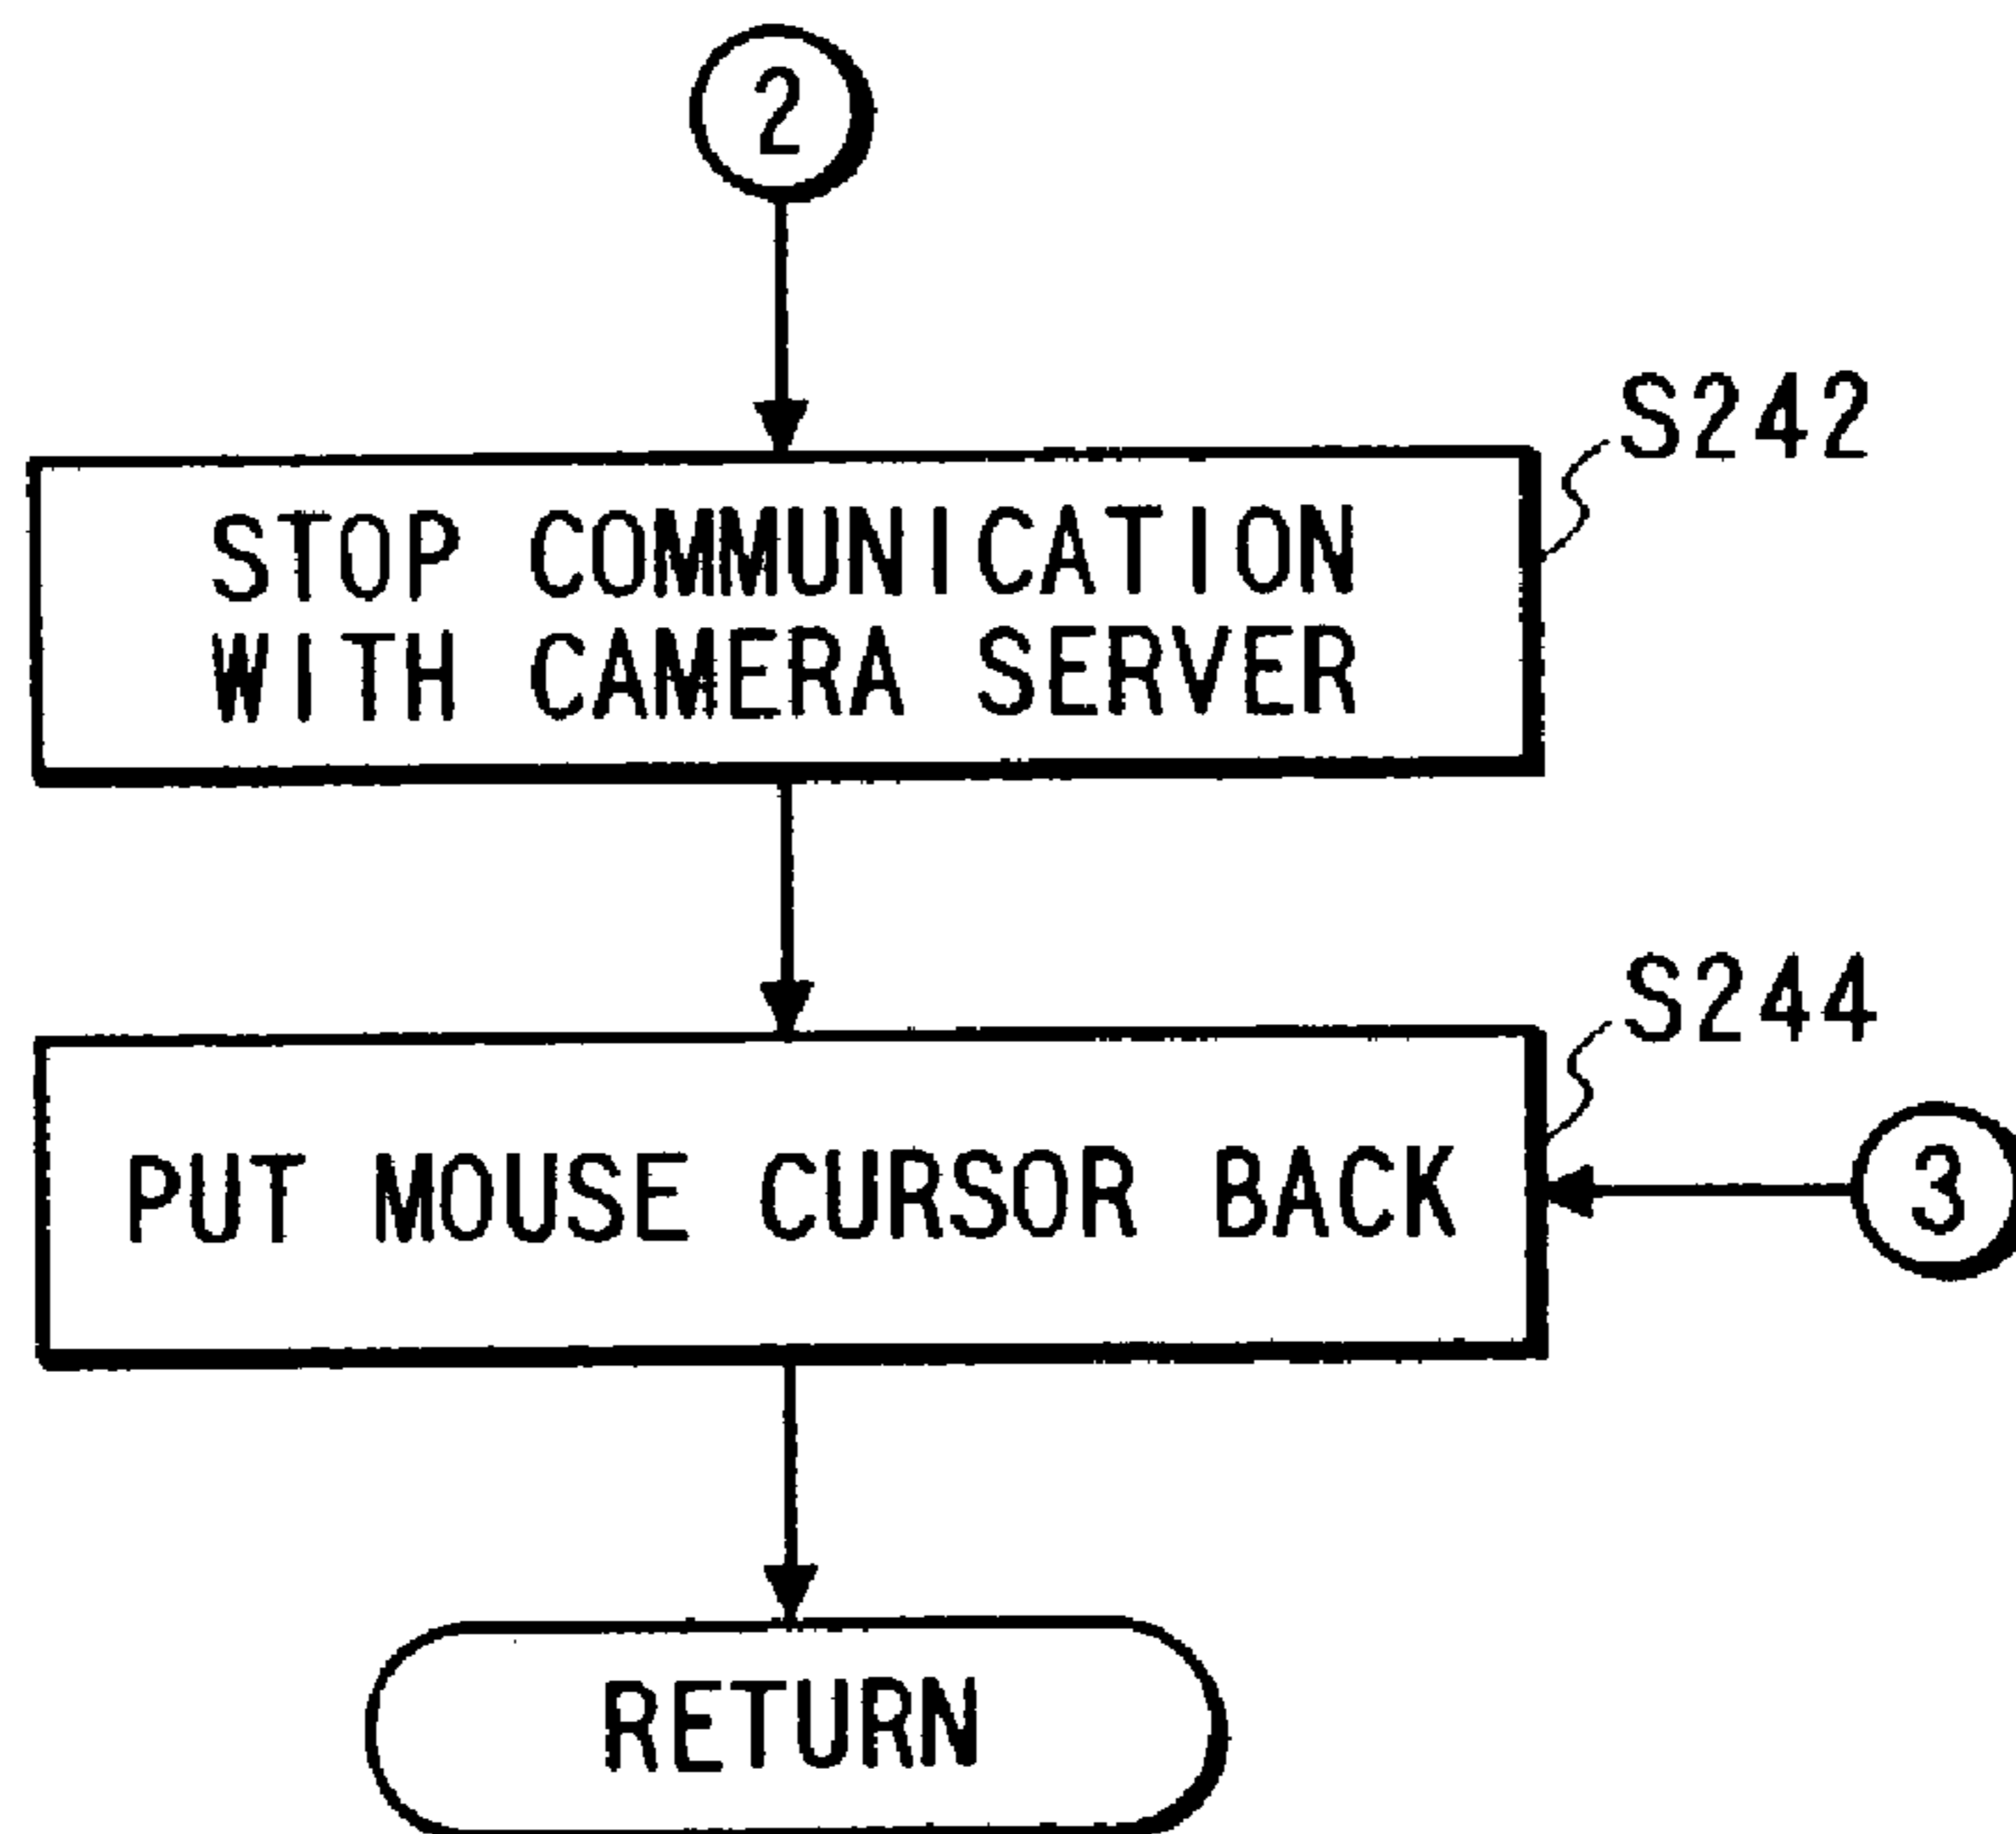 2
S242
STOP COMMUNICATION
WITH CAMERA SERVER
S244
PUT MOUSE CURSOR BACK
3
RETURN